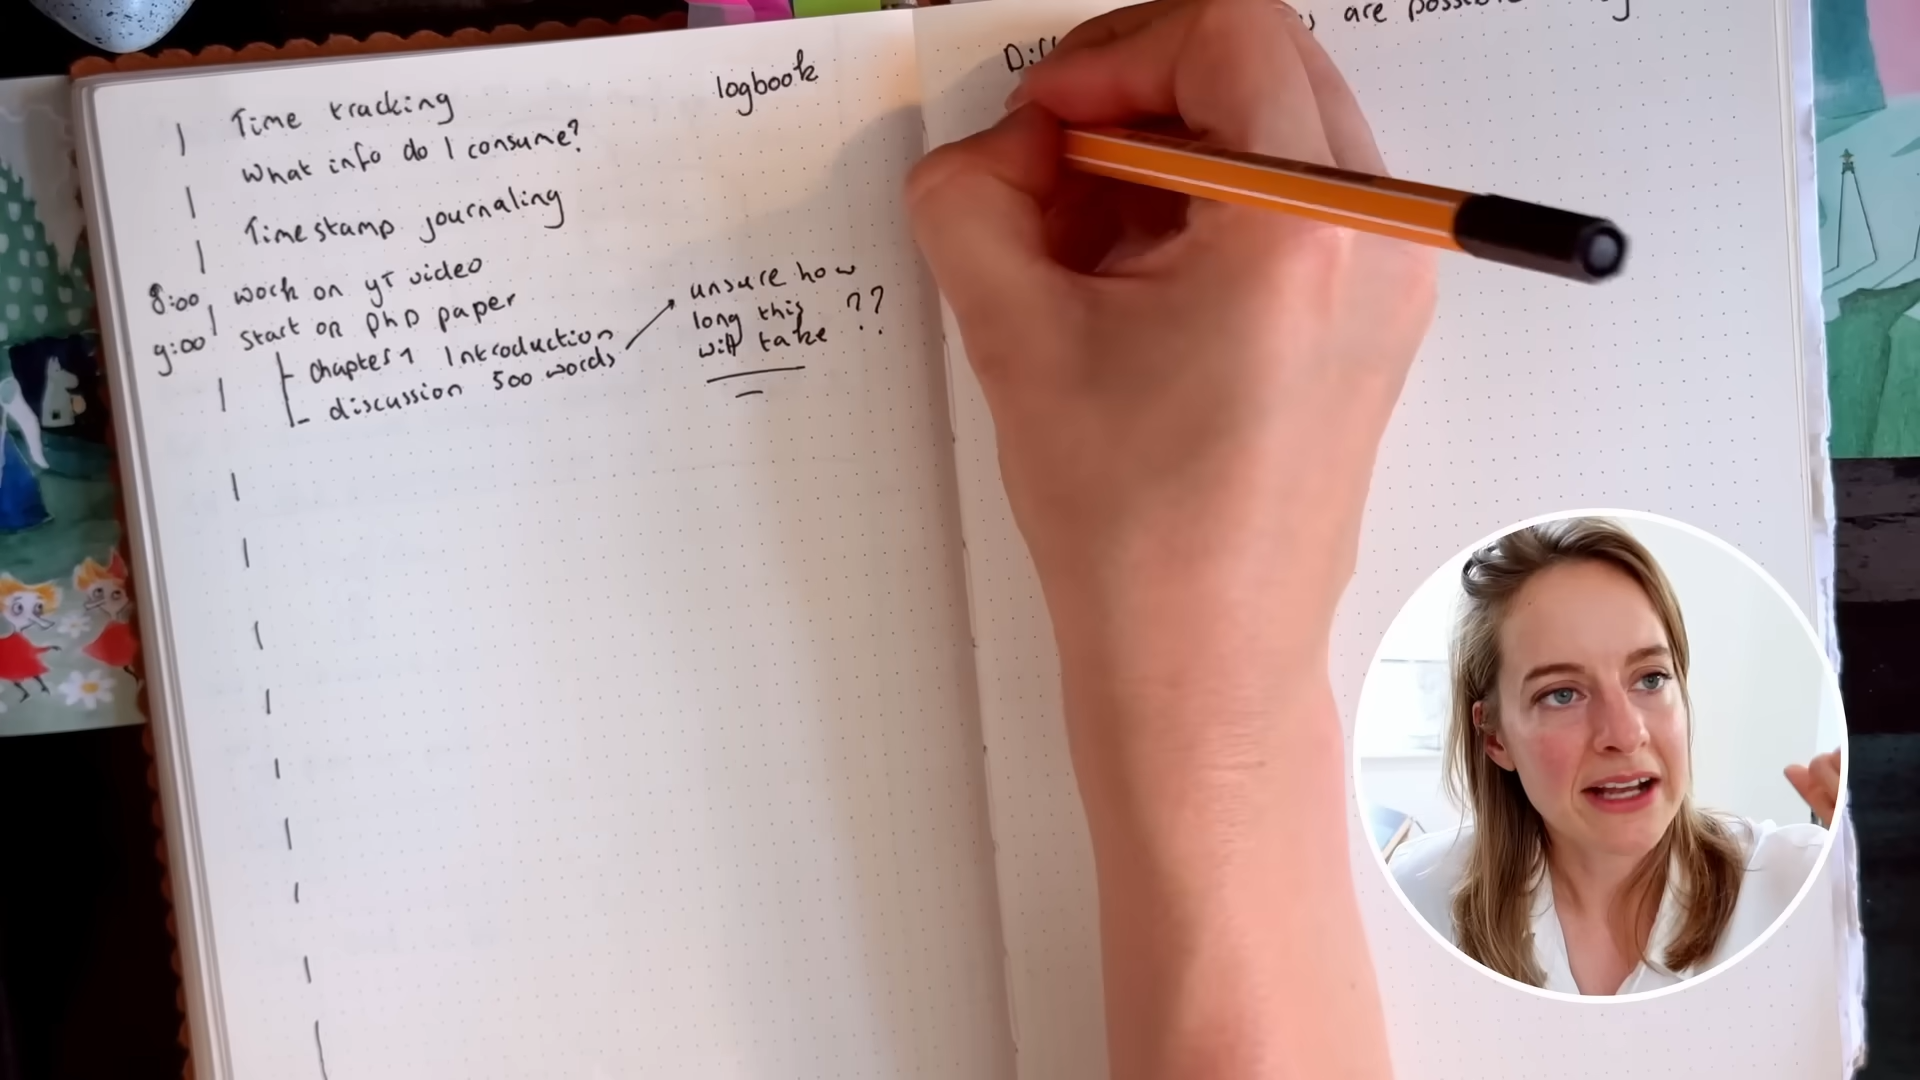 Time tracking
logbook
What info do I consume?
Timestamp journaling
8:00 work on yt video
9:00 start on PhD paper
chapter 1 Introduction
discussion 500 words
unsure how
long this ??
will take
are possible